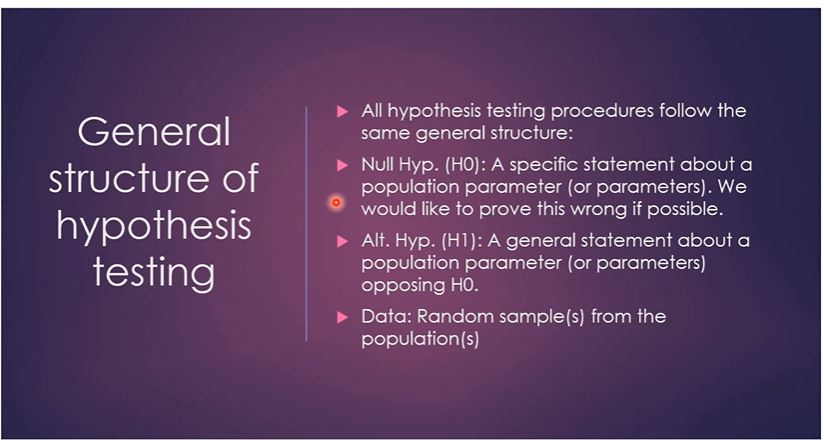 General
structure of
hypothesis
testing
All hypothesis testing procedures follow the
same general structure:
Null Hyp. (H0): A specific statement about a
population parameter (or parameters). We
would like to prove this wrong if possible.
Alt. Hyp. (H1): A general statement about a
population parameter (or parameters)
opposing H0.
Data: Random sample(s) from the
population(s)